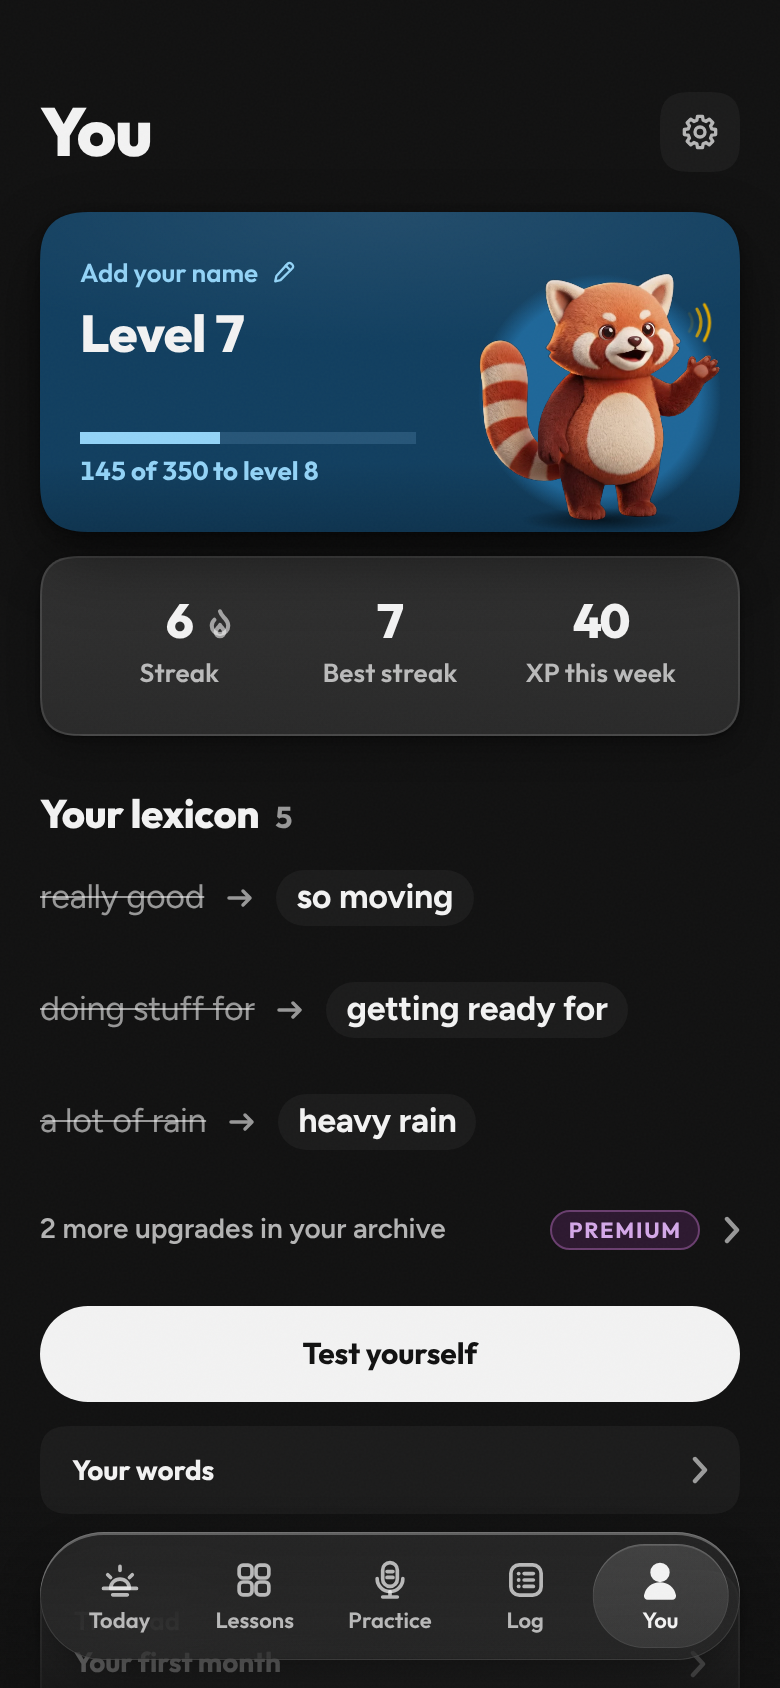 You
Add your name
Level 7
145 of 350 to level 8
6
7
40
Streak
Best streak
XP this week
Your lexicon 5
really good → so moving
doing stuff for → getting ready for
a lot of rain → heavy rain
2 more upgrades in your archive PREMIUM
Test yourself
Your words
Today
Lessons
Practice
Log
You
Your first month